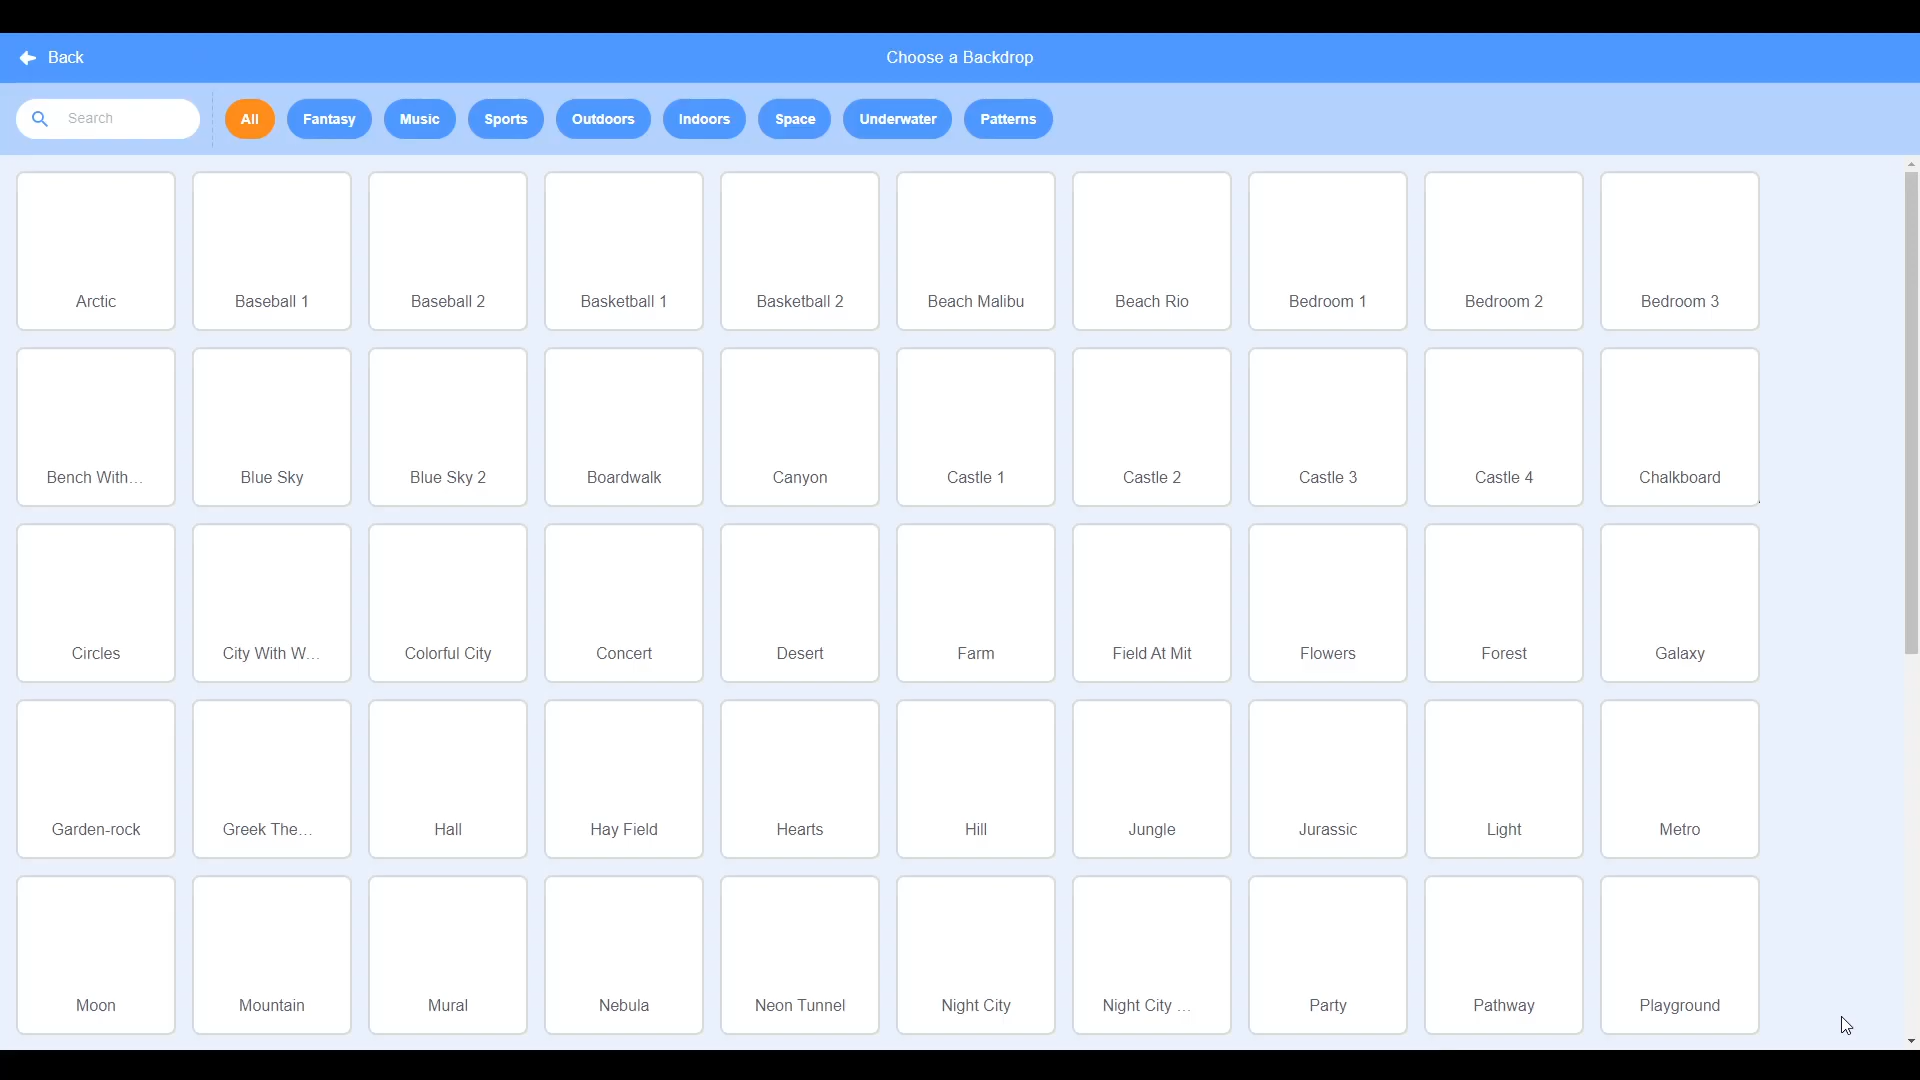 Back
Choose a Backdrop
Search
All Fantasy Music Sports Outdoors Indoors Space Underwater Patterns
Arctic Baseball 1 Baseball 2 Basketball 1 Basketball 2 Beach Malibu Beach Rio Bedroom 1 Bedroom 2 Bedroom 3
Bench With... Blue Sky Blue Sky 2 Boardwalk Canyon Castle 1 Castle 2 Castle 3 Castle 4 Chalkboard
Circles City With W... Colorful City Concert Desert Farm Field At Mit Flowers Forest Galaxy
Garden-rock Greek The... Hall Hay Field Hearts Hill Jungle Jurassic Light Metro
Moon Mountain Mural Nebula Neon Tunnel Night City Night City ... Party Pathway Playground